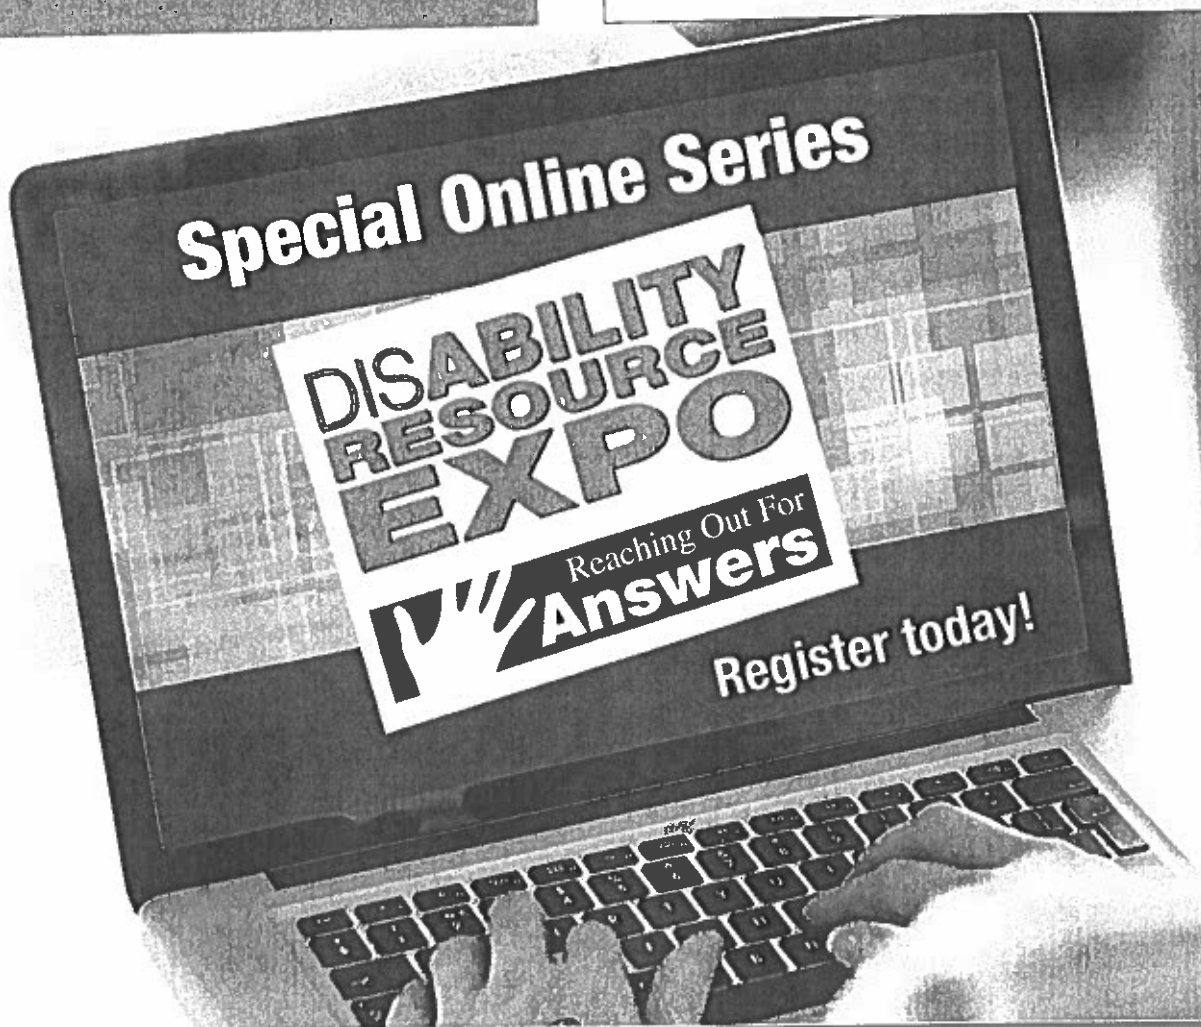 Special Online Series
DISABILITY
RESOURCE
EXPO
Reaching Out For
Answers
Register today!